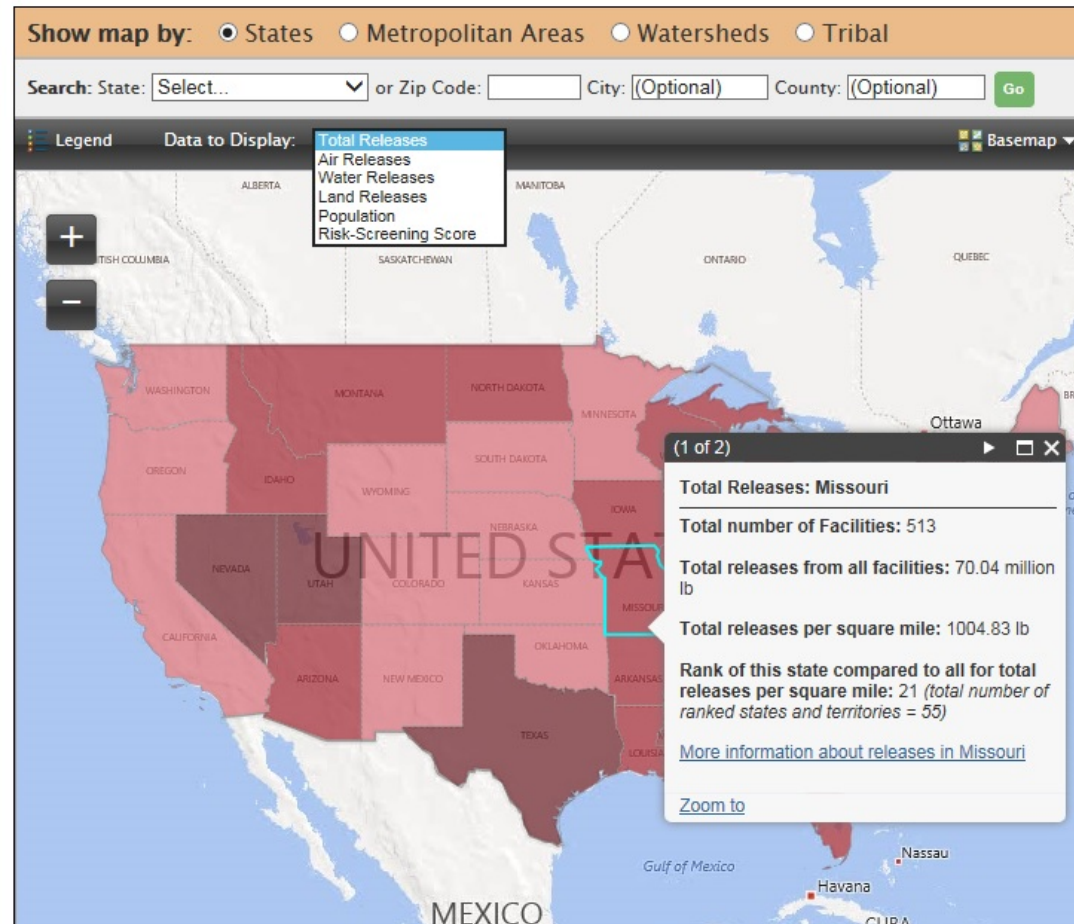 Show map by: States Metropolitan Areas Watersheds Tribal
Search: State: Select... or Zip Code: City: (Optional) County: (Optional) Go
Legend Data to Display: Total Releases Basemap
Air Releases
Water Releases
Land Releases
Population
Risk-Screening Score
ALBERTA
MANITOBA
TISH COLUMBIA
SASKATCHEWAN
ONTARIO
QUEBEC
+
−
WASHINGTON
MONTANA
NORTH DAKOTA
MINNESOTA
Ottawa
OREGON
IDAHO
WYOMING
SOUTH DAKOTA
IOWA
NEBRASKA
UNITED STA
NEVADA
UTAH
COLORADO
KANSAS
MISSOU
CALIFORNIA
OKLAHOMA
ARIZONA
NEW MEXICO
ARKANSAS
TEXAS
LOUISIA
(1 of 2)
Total Releases: Missouri
Total number of Facilities: 513
Total releases from all facilities: 70.04 million
lb
Total releases per square mile: 1004.83 lb
Rank of this state compared to all for total
releases per square mile: 21 (total number of
ranked states and territories = 55)
More information about releases in Missouri
Zoom to
Gulf of Mexico
Nassau
Havana
MEXICO
CUBA